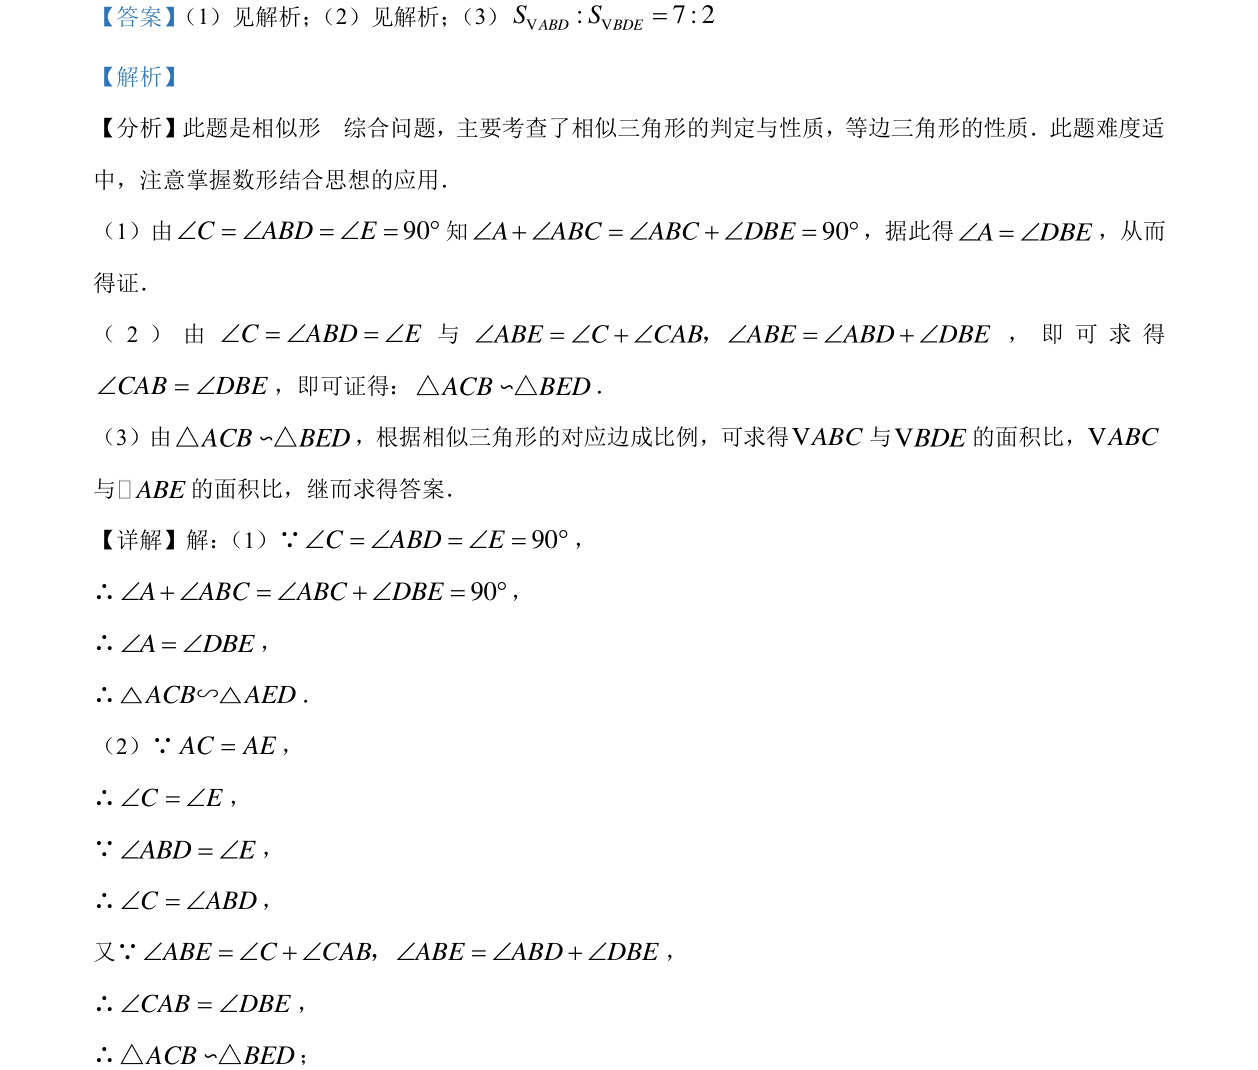 【答案】（1）见解析；（2）见解析；（3）S_{VABD} : S_{VBDE} = 7 : 2
【解析】
【分析】此题是相似形 综合问题，主要考查了相似三角形的判定与性质，等边三角形的性质．此题难度适
中，注意掌握数形结合思想的应用．
（1）由∠C = ∠ABD = ∠E = 90° 知∠A + ∠ABC = ∠ABC + ∠DBE = 90°，据此得∠A = ∠DBE，从而
得证．
（2）由 ∠C = ∠ABD = ∠E 与 ∠ABE = ∠C + ∠CAB，∠ABE = ∠ABD + ∠DBE ，即可求得
∠CAB = ∠DBE，即可证得：△ACB∽△BED．
（3）由△ACB∽△BED，根据相似三角形的对应边成比例，可求得VABC 与VBDE 的面积比，VABC
与□ABE 的面积比，继而求得答案．
【详解】解：（1）∵∠C = ∠ABD = ∠E = 90°，
∴∠A + ∠ABC = ∠ABC + ∠DBE = 90°，
∴∠A = ∠DBE，
∴△ACB∽△AED．
（2）∵AC = AE，
∴∠C = ∠E，
∵∠ABD = ∠E，
∴∠C = ∠ABD，
又∵∠ABE = ∠C + ∠CAB，∠ABE = ∠ABD + ∠DBE，
∴∠CAB = ∠DBE，
∴△ACB∽△BED；